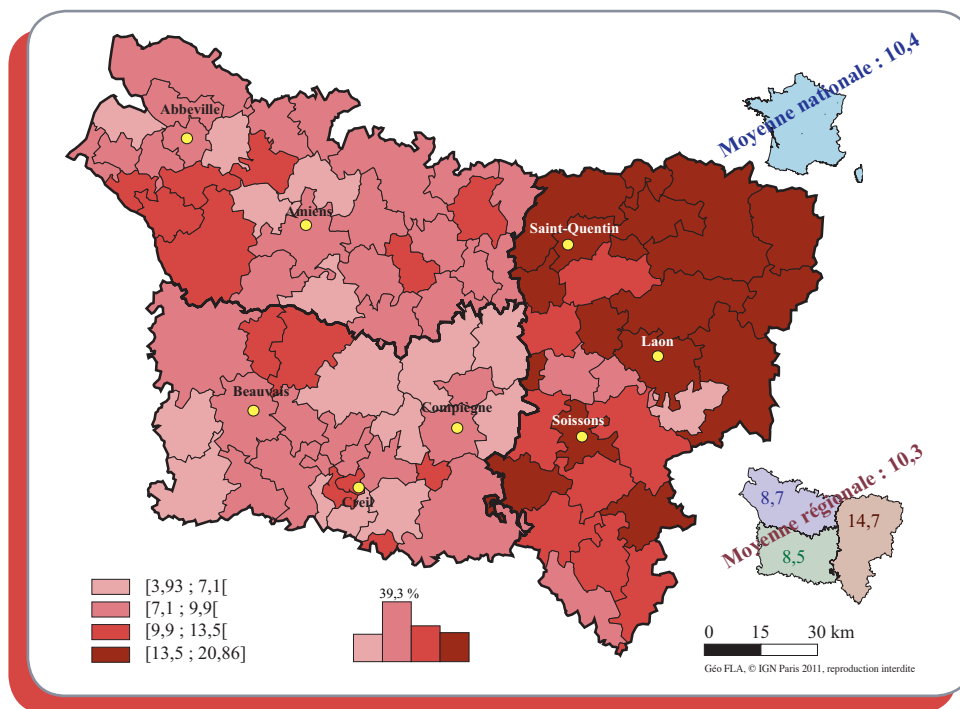 Moyenne nationale : 10,4
Abbeville
Amiens
Saint-Quentin
Laon
Beauvais
Compiègne
Soissons
Creil
Moyenne régionale : 10,3
8,7
14,7
8,5
[3,93 ; 7,1[
[7,1 ; 9,9[
[9,9 ; 13,5[
[13,5 ; 20,86]
39,3 %
0 15 30 km
Géo FLA, © IGN Paris 2011, reproduction interdite